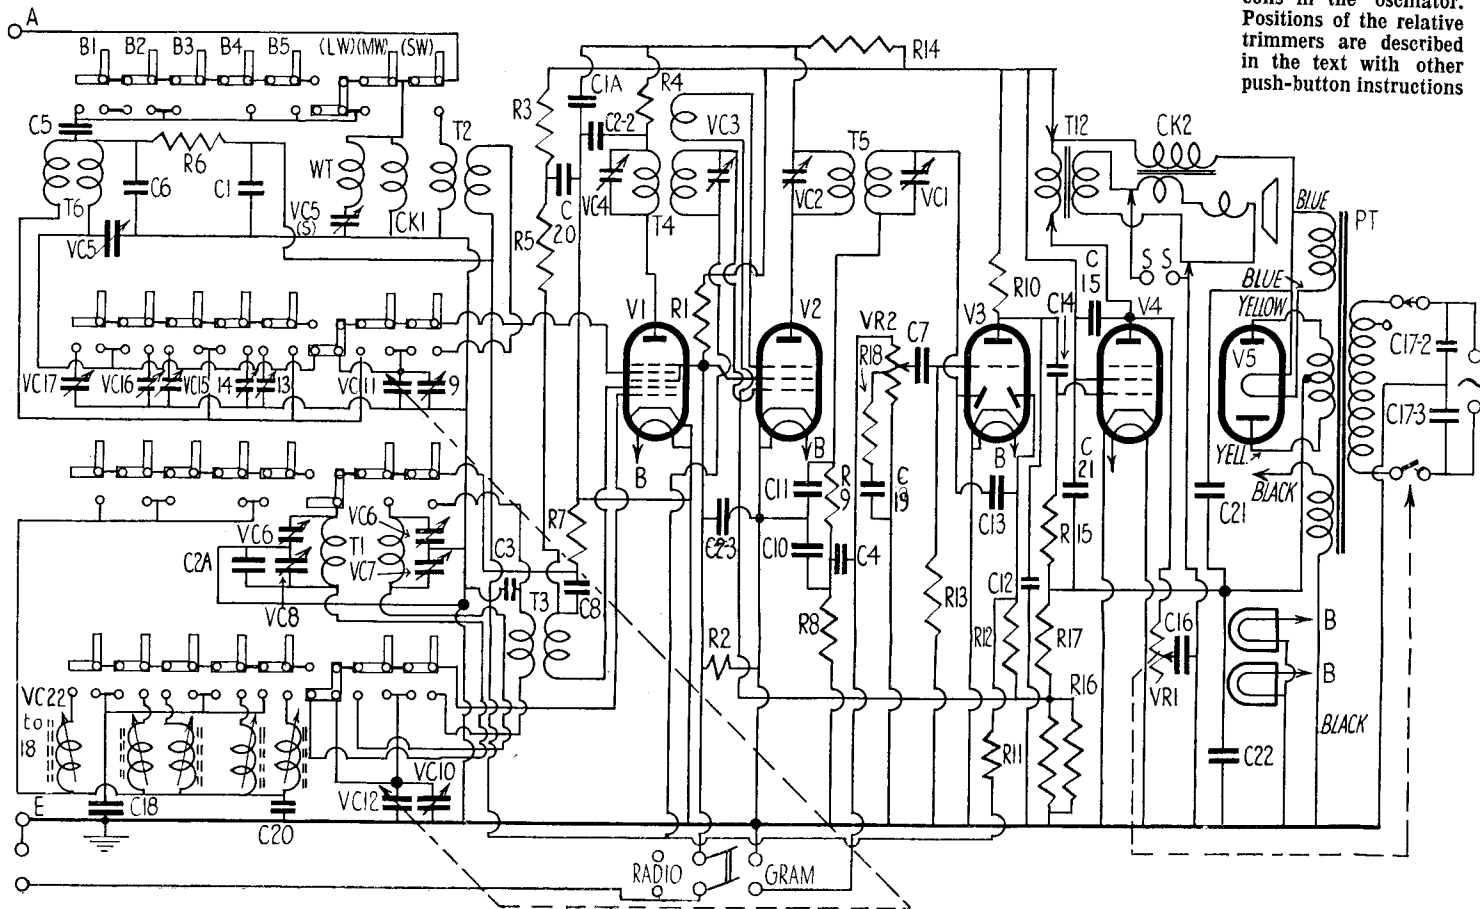 coils in the oscillator.
Positions of the relative
trimmers are described
in the text with other
push-button instructions
A
B1 B2 B3 B4 B5 (LW)(MW) (SW)
R14
C1A
R4
R3
C2-2
VC3
T12
CK2
C5
R6
T2
T5
C6
C1
WT
C
20
VC4
T4
VC2
VC1
T6
VC5
(S)
CK1
VC5
R5
BLUE
PT
S S
BLUE
YELLOW
R10
C
15
C14
V1
R1
V2
VR2
C7
V3
V4
R18
V5
C17-2
VC17
VC16
VC15
14
13
VC11
9
C17-3
B
B
B
YELL.
BLACK
C11
R
9
C
19
C13
C
21
C21
VC6
VC6
C2A
T1
VC7
C3
R7
C2-3
C10
C4
R15
VC8
T3
C8
C12
R13
R2
R8
R12
R17
C16
B
B
VR1
R16
VC22
to
18
BLACK
R11
C22
VC10
VC12
E
C18
C20
RADIO
GRAM